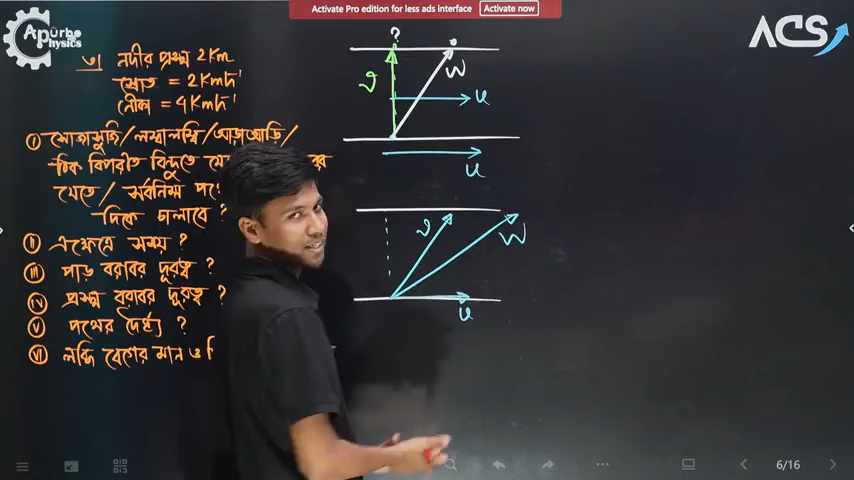 Activate Pro edition for less ads interface
Activate now
Apurbo Physics
ACS
৩| নদীর প্রস্থ 2Km
স্রোত = 2Kmh⁻¹
নৌকা = 4Kmh⁻¹
i সোজাসুজি/লম্বালম্বি/আড়াআড়ি/
ঠিক বিপরীত বিন্দুতে
যেতে/ সর্বনিম্ন
দিকে চালাবে ?
ii এক্ষেত্রে সময় ?
iii পাড় বরাবর দূরত্ব ?
iv প্রস্থ বরাবর দূরত্ব ?
v পথের দৈর্ঘ্য ?
vi লব্ধি বেগের মান ও
?
v
W
u
u
v
W
u
6/16